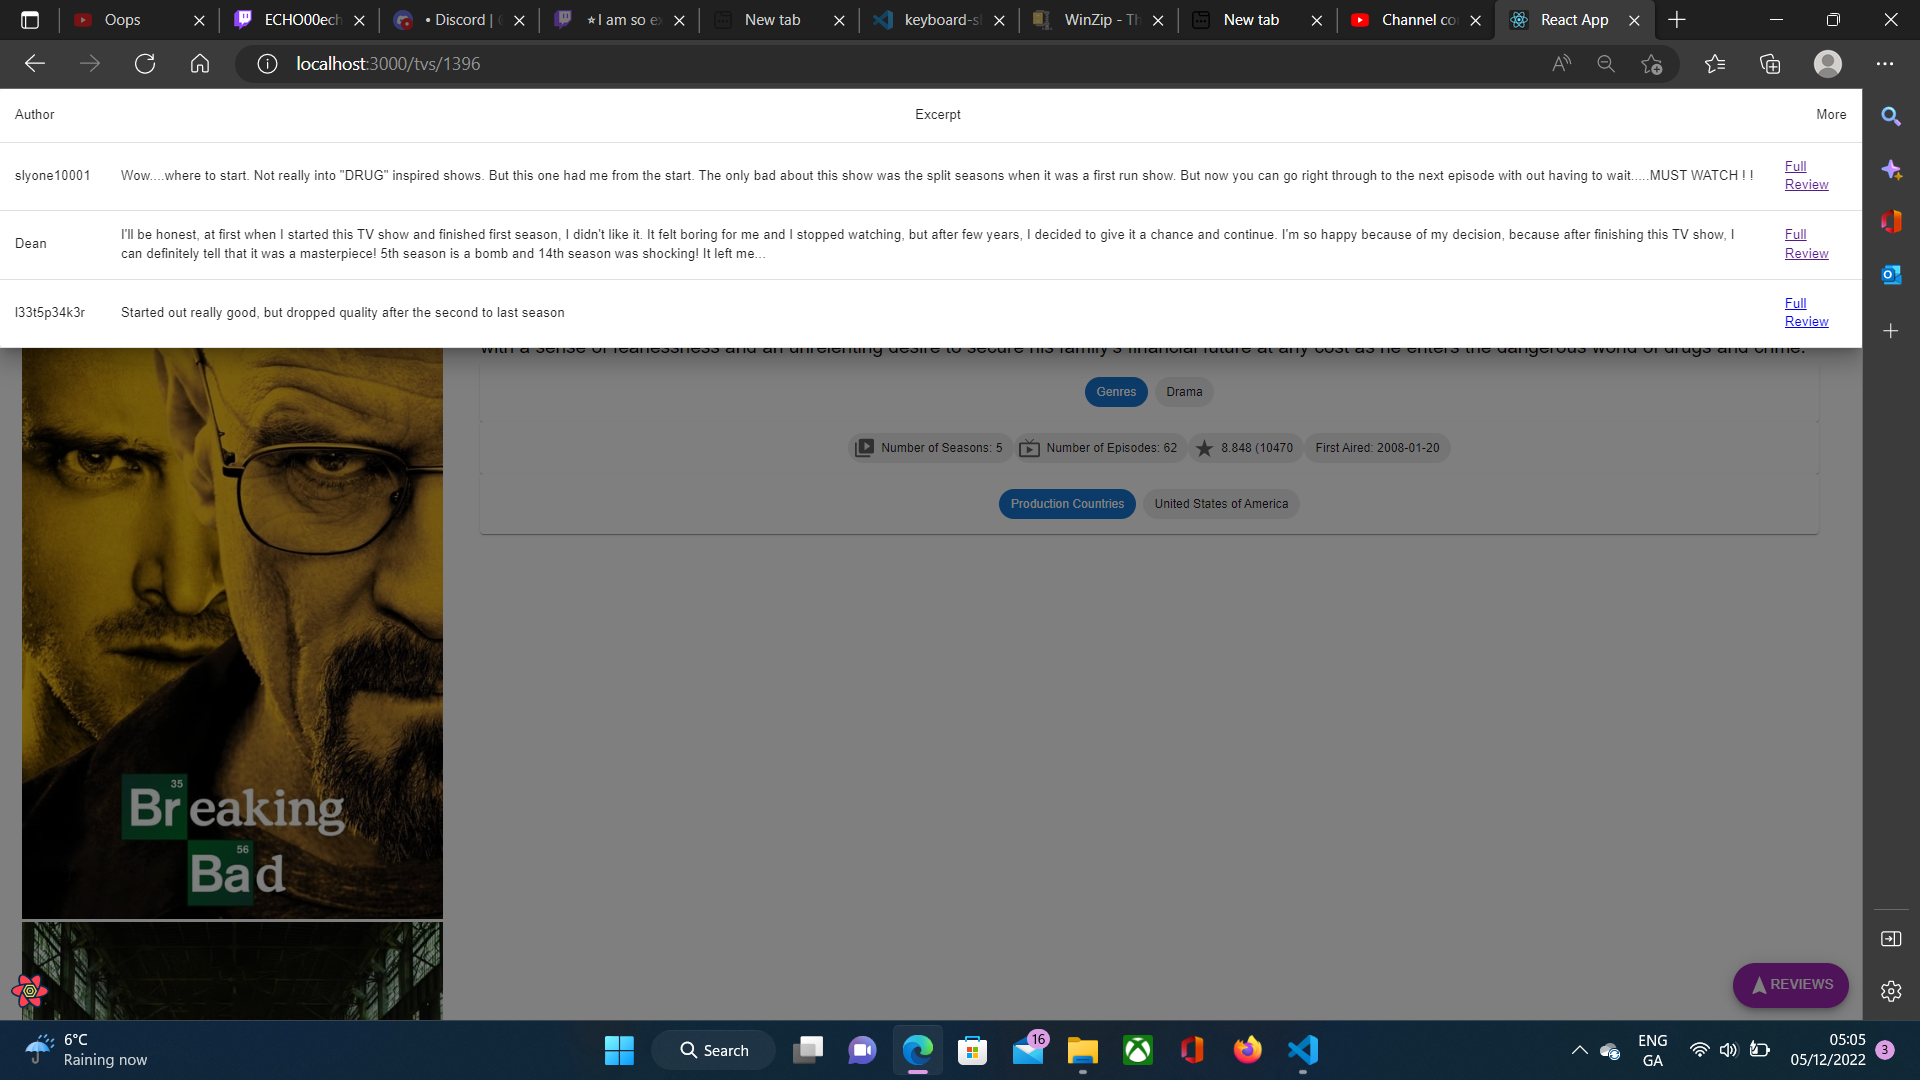 Oops
ECHO00ech
• Discord | (
⭐I am so ex
New tab
keyboard-sh
WinZip - Th
New tab
Channel con
React App
localhost:3000/tvs/1396
Author
Excerpt
More
slyone10001
Wow....where to start. Not really into "DRUG" inspired shows. But this one had me from the start. The only bad about this show was the split seasons when it was a first run show. But now you can go right through to the next episode with out having to wait.....MUST WATCH ! !
Full
Review
Dean
I'll be honest, at first when I started this TV show and finished first season, I didn't like it. It felt boring for me and I stopped watching, but after few years, I decided to give it a chance and continue. I'm so happy because of my decision, because after finishing this TV show, I
can definitely tell that it was a masterpiece! 5th season is a bomb and 14th season was shocking! It left me...
Full
Review
l33t5p34k3r
Started out really good, but dropped quality after the second to last season
Full
Review
with a sense of fearlessness and an unrelenting desire to secure his family's financial future at any cost as he enters the dangerous world of drugs and crime.
Genres
Drama
Number of Seasons: 5
Number of Episodes: 62
8.848 (10470
First Aired: 2008-01-20
Production Countries
United States of America
35
Breaking
56
Bad
REVIEWS
6°C
Raining now
Search
16
ENG
GA
05:05
05/12/2022
3